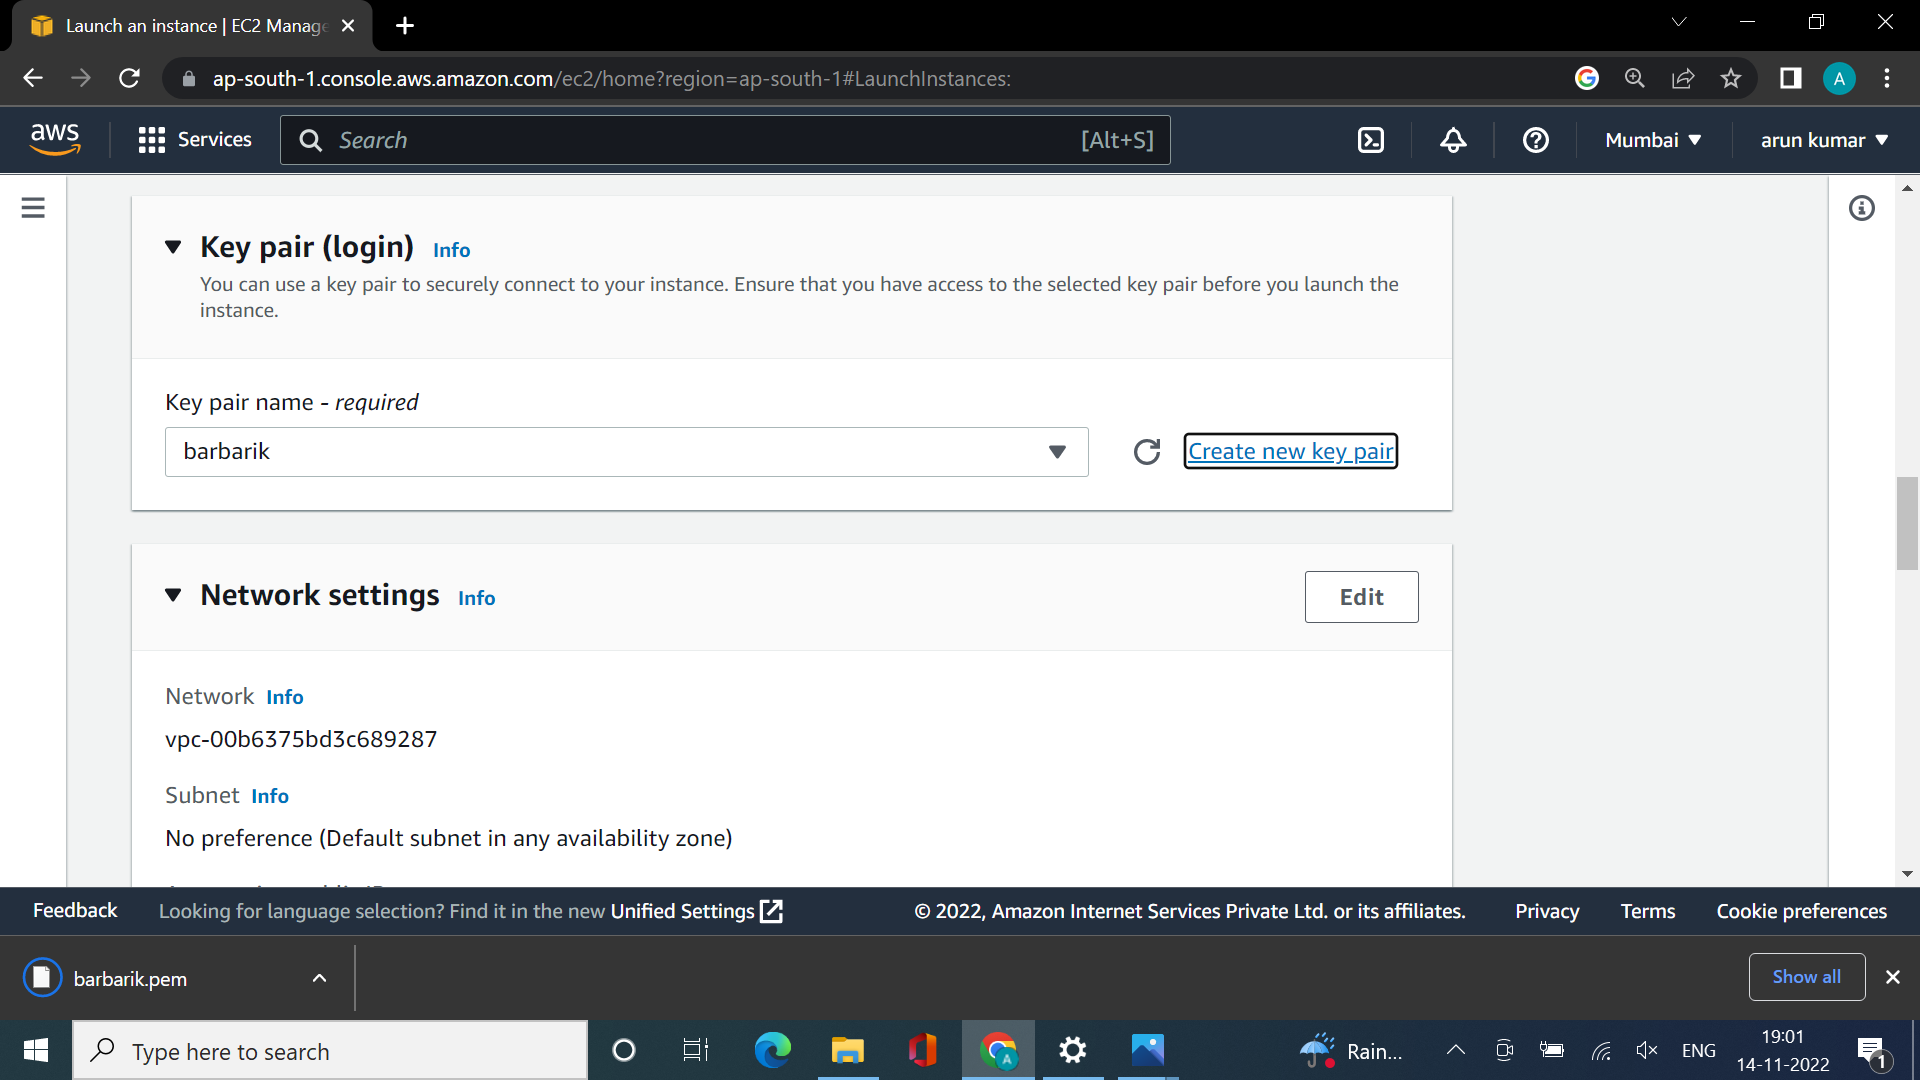 Launch an instance | EC2 Manage
ap-south-1.console.aws.amazon.com/ec2/home?region=ap-south-1#LaunchInstances:
A
aws
Services
Search
[Alt+S]
Mumbai
arun kumar
Key pair (login) Info
You can use a key pair to securely connect to your instance. Ensure that you have access to the selected key pair before you launch the
instance.
Key pair name - required
barbarik
Create new key pair
Network settings Info
Edit
Network Info
vpc-00b6375bd3c689287
Subnet Info
No preference (Default subnet in any availability zone)
Feedback
Looking for language selection? Find it in the new Unified Settings
© 2022, Amazon Internet Services Private Ltd. or its affiliates.
Privacy
Terms
Cookie preferences
barbarik.pem
Show all
Type here to search
A
Rain...
ENG
19:01
14-11-2022
1